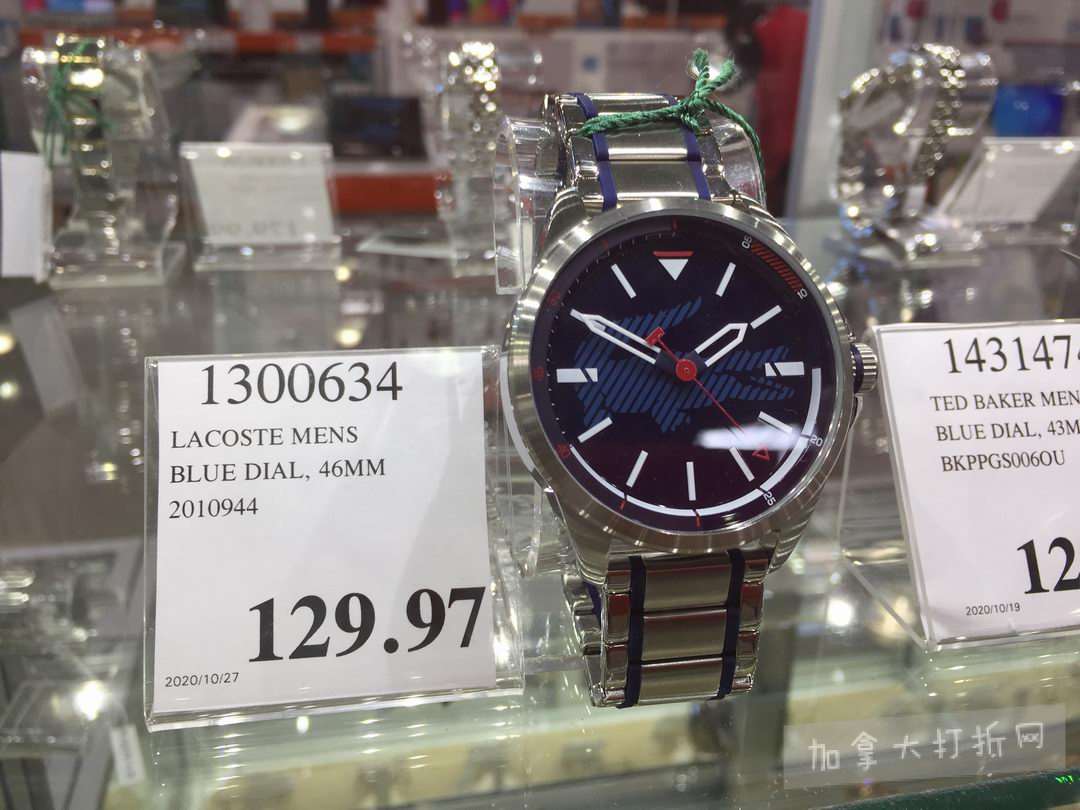 1300634
LACOSTE MENS
BLUE DIAL, 46MM
2010944
129.97
2020/10/27
05
10
20
25
143147
TED BAKER MEN
BLUE DIAL, 43M
BKPPGS006OU
12
2020/10/19
加拿大打折网